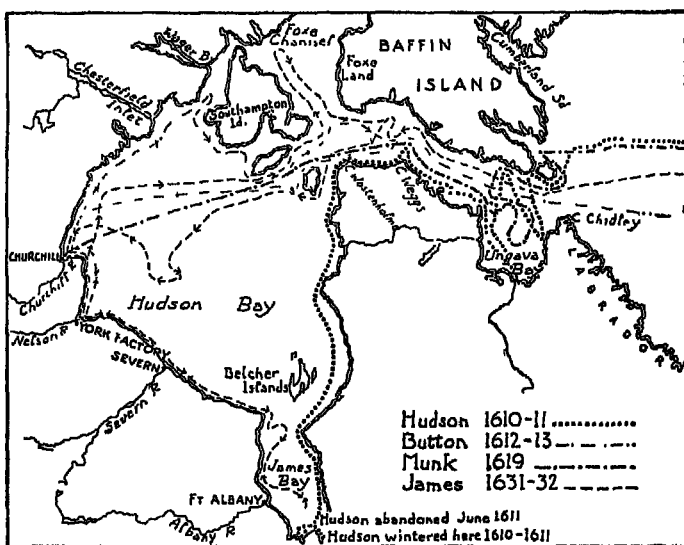 Foxe
Channel
BAFFIN
ISLAND
Foxe
Land
Cumberland Sd
Chesterfield
Inlet
Southampton
Id.
C Wolstenholm
C Chidley
Ungava
Bay
LABRADOR
CHURCHILL
Churchill
Hudson Bay
Nelson R
YORK FACTORY
SEVERN
Severn R
Belcher
Islands
James
Bay
FT ALBANY
Albany R
Hudson 1610-11
Button 1612-13
Munk 1619
James 1631-32
Hudson abandoned June 1611
Hudson wintered here 1610-1611